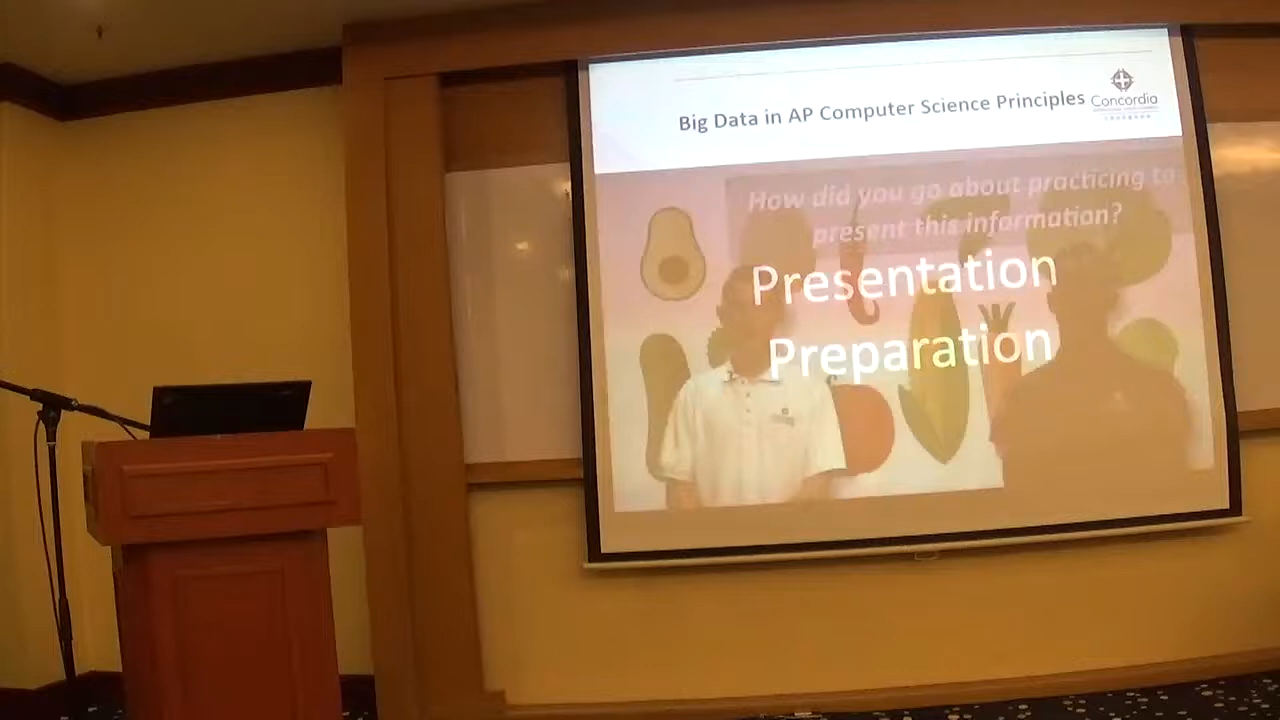 Big Data in AP Computer Science Principles
Concordia
How did you go about practicing to
present this information?
Presentation
Preparation